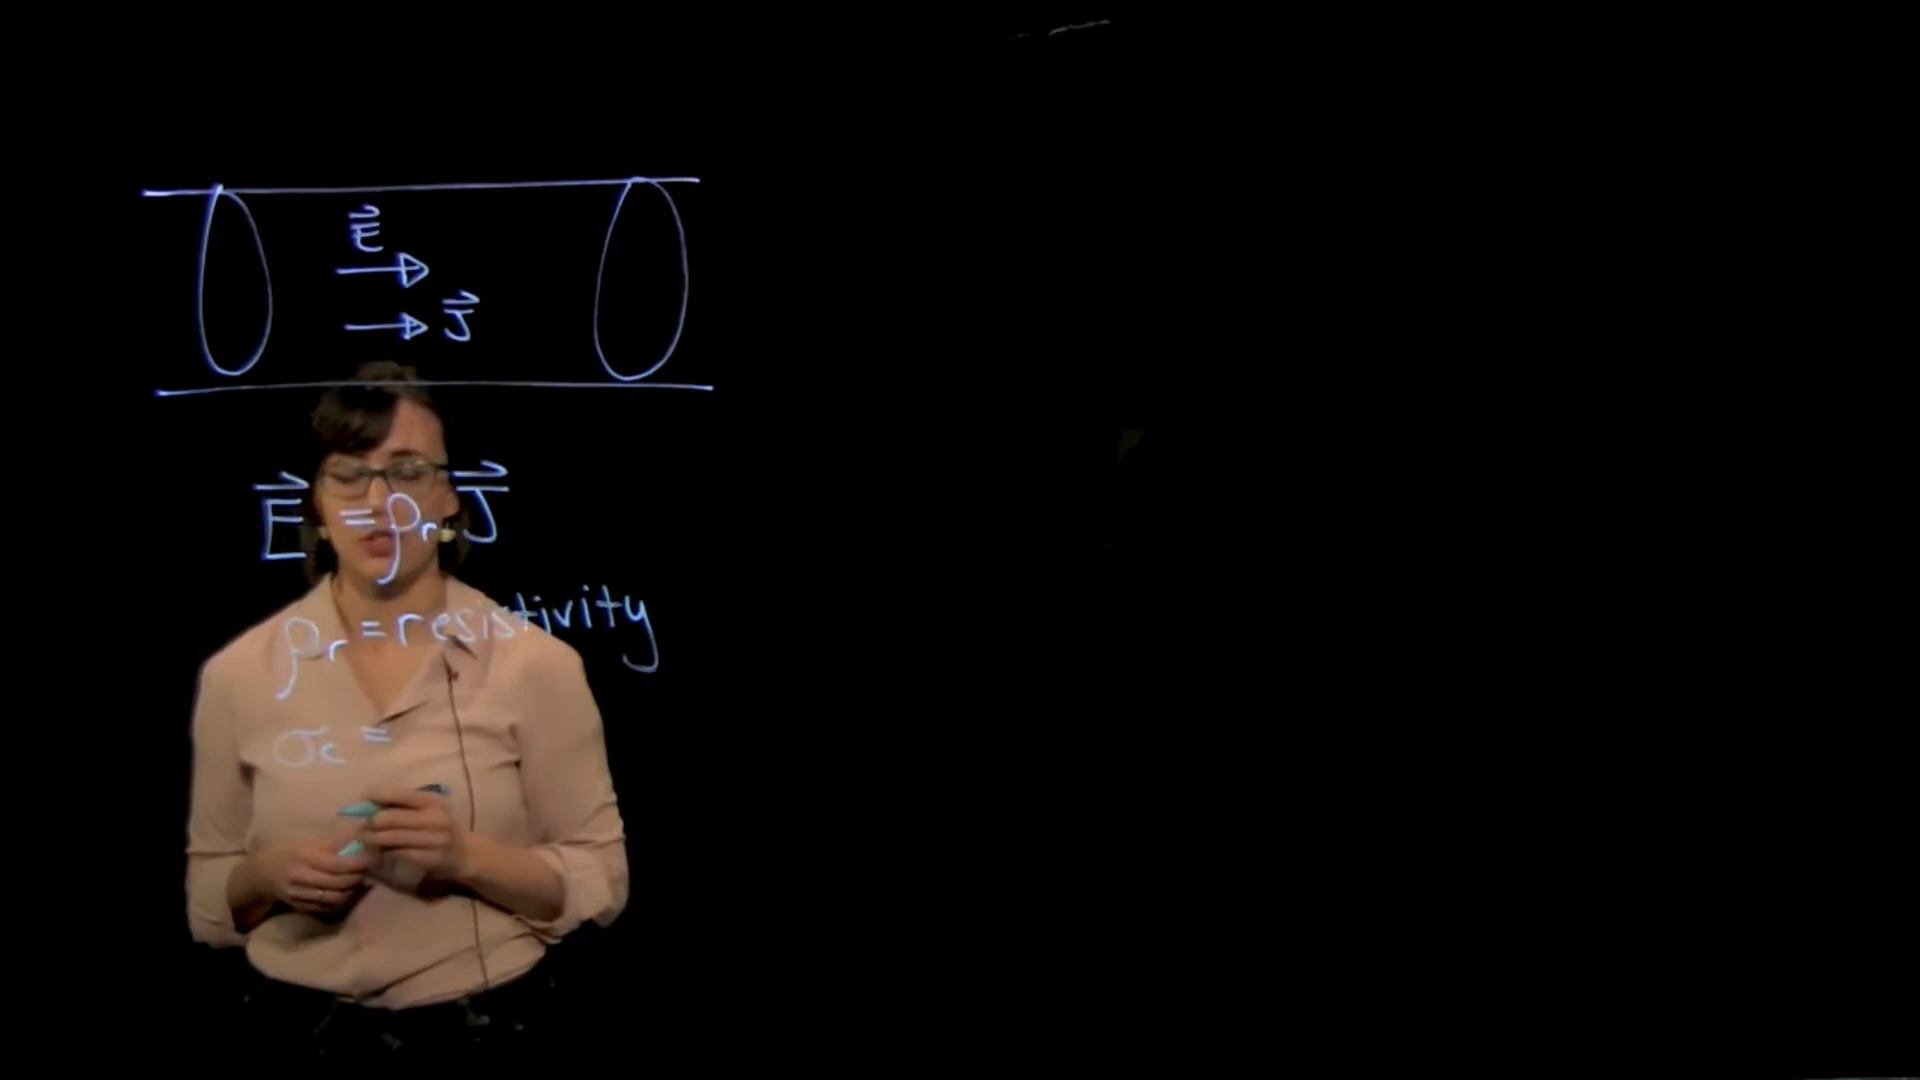 E⃗
J⃗
E⃗ = ρr J⃗
ρr = resistivity
σc =